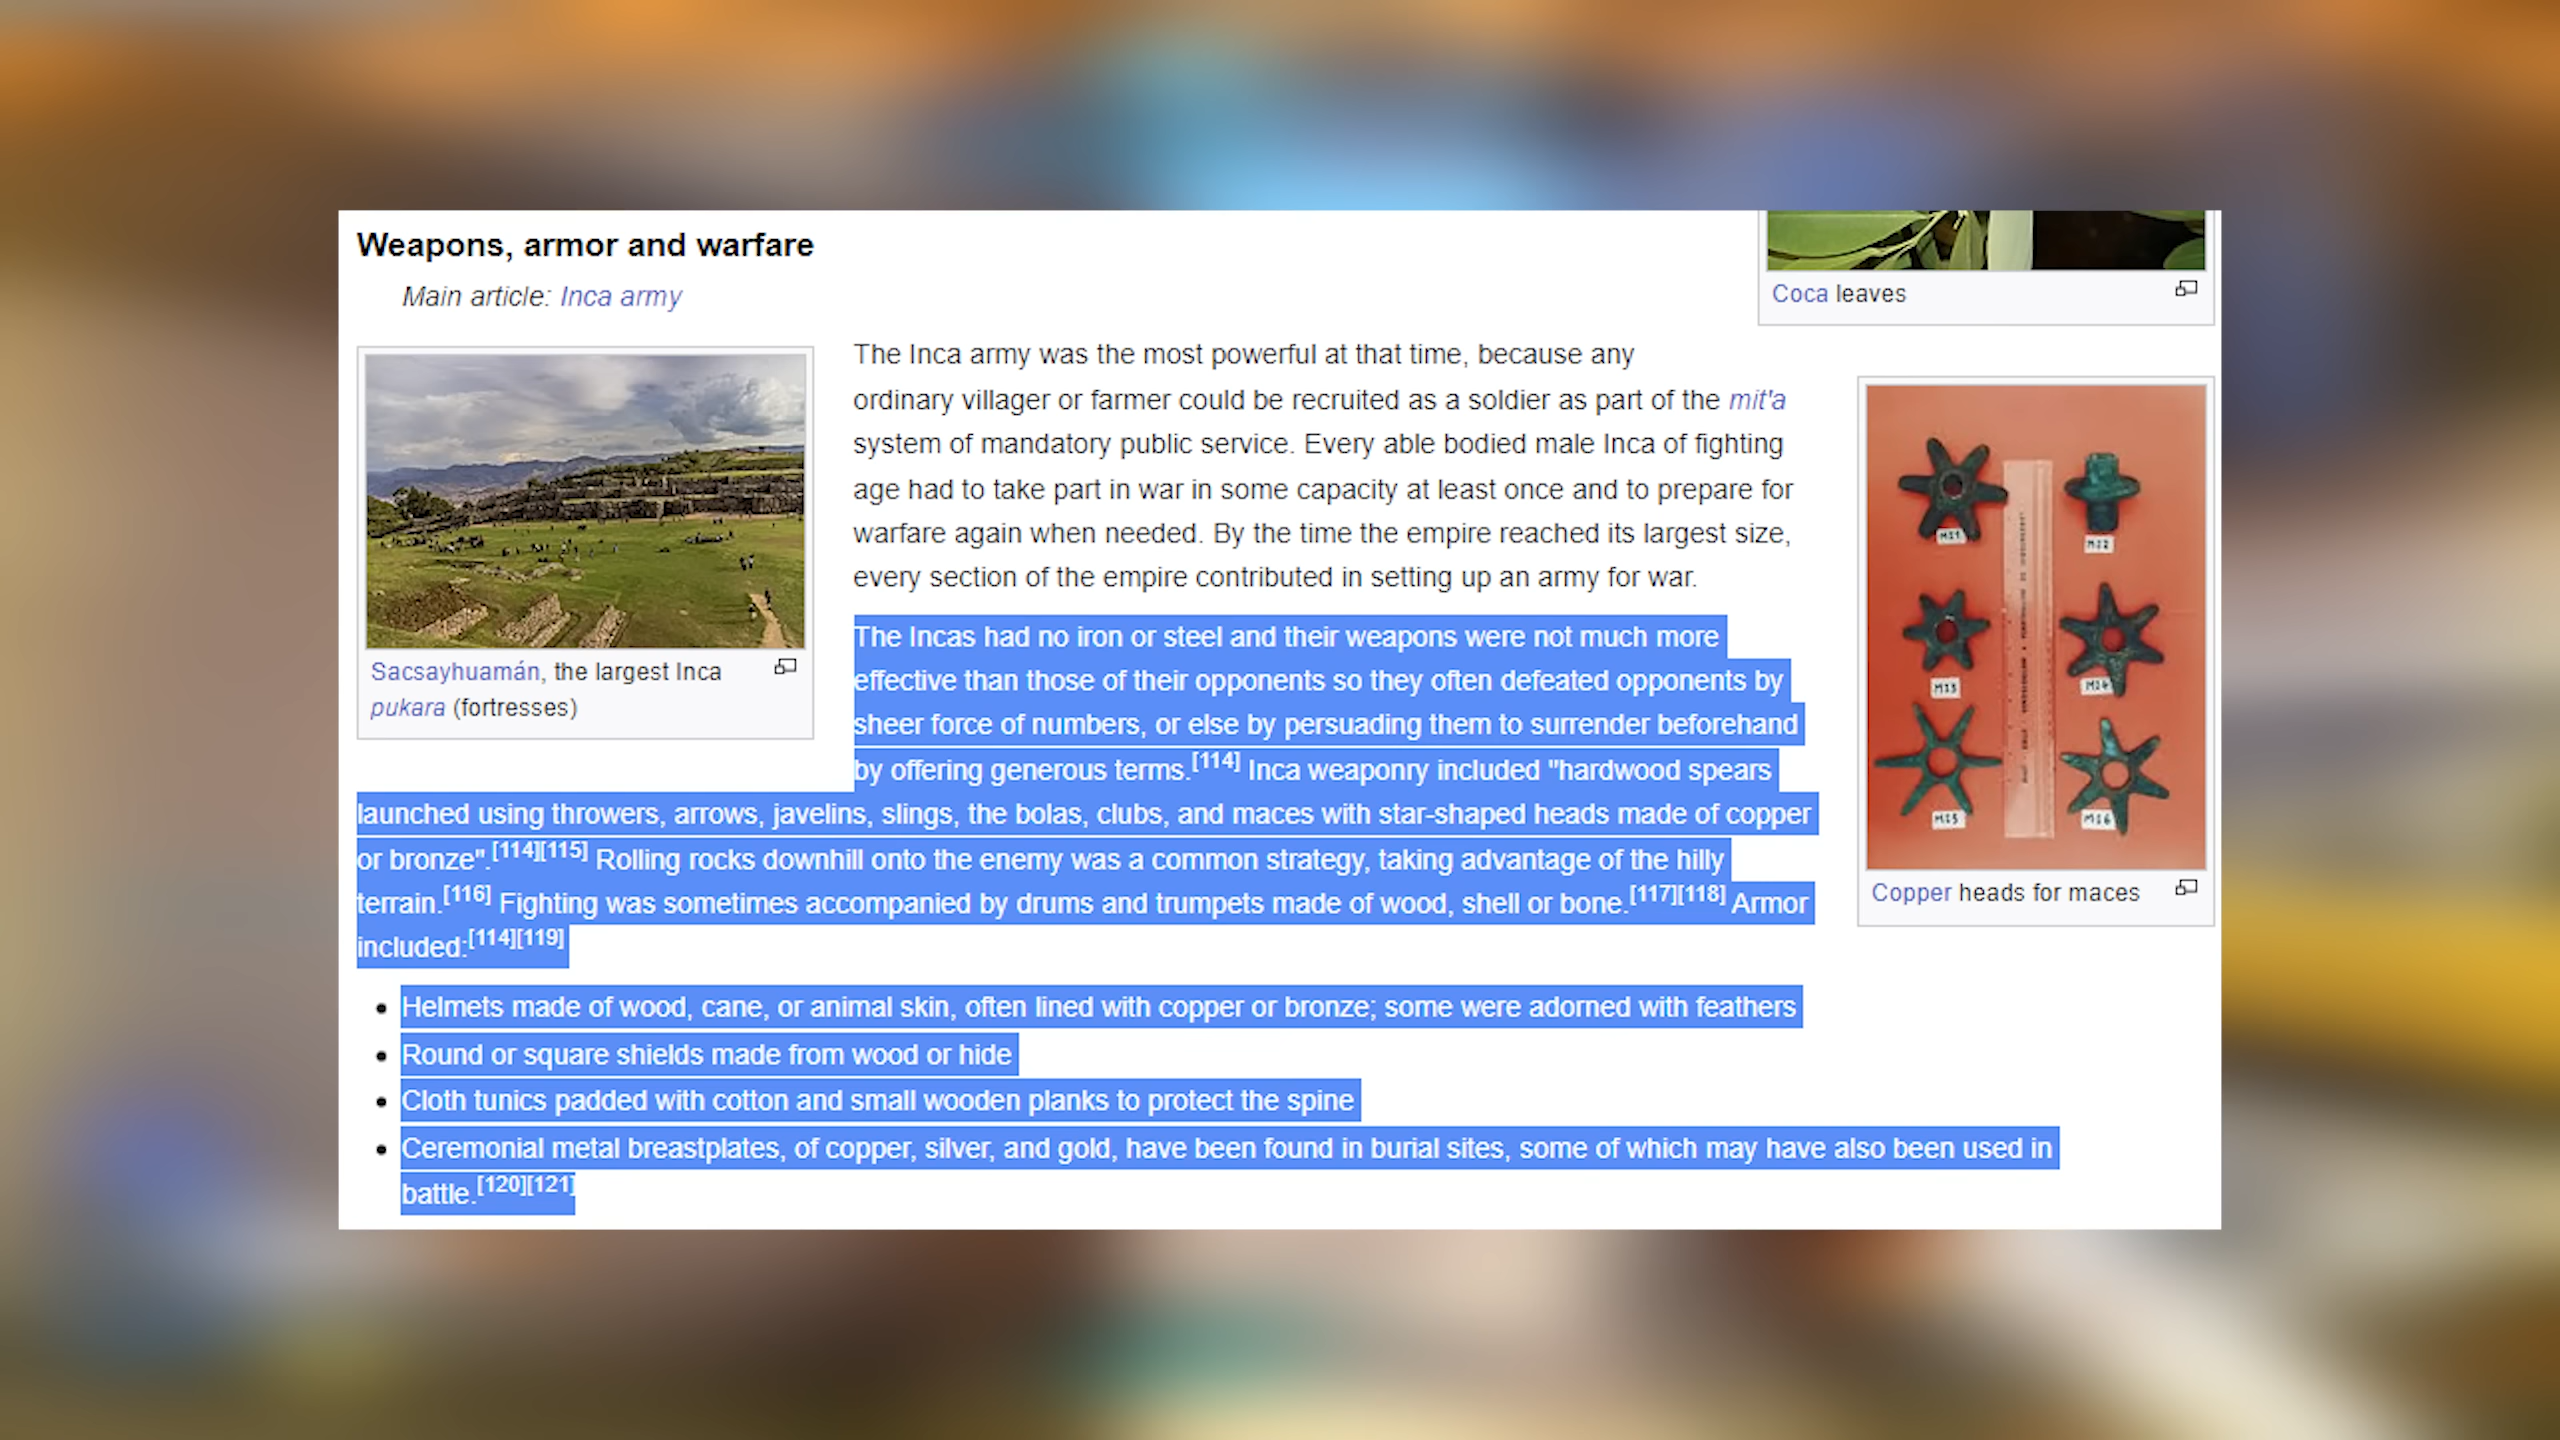 Weapons, armor and warfare
Main article: Inca army
Coca leaves
Sacsayhuamán, the largest Inca
pukara (fortresses)
The Inca army was the most powerful at that time, because any
ordinary villager or farmer could be recruited as a soldier as part of the mit'a
system of mandatory public service. Every able bodied male Inca of fighting
age had to take part in war in some capacity at least once and to prepare for
warfare again when needed. By the time the empire reached its largest size,
every section of the empire contributed in setting up an army for war.
The Incas had no iron or steel and their weapons were not much more
effective than those of their opponents so they often defeated opponents by
sheer force of numbers, or else by persuading them to surrender beforehand
by offering generous terms.[114] Inca weaponry included "hardwood spears
launched using throwers, arrows, javelins, slings, the bolas, clubs, and maces with star-shaped heads made of copper
or bronze".[114][115] Rolling rocks downhill onto the enemy was a common strategy, taking advantage of the hilly
terrain.[116] Fighting was sometimes accompanied by drums and trumpets made of wood, shell or bone.[117][118] Armor
included:[114][119]
M21
M22
M23
M24
M25
M26
Copper heads for maces
• Helmets made of wood, cane, or animal skin, often lined with copper or bronze; some were adorned with feathers
• Round or square shields made from wood or hide
• Cloth tunics padded with cotton and small wooden planks to protect the spine
• Ceremonial metal breastplates, of copper, silver, and gold, have been found in burial sites, some of which may have also been used in
battle.[120][121]